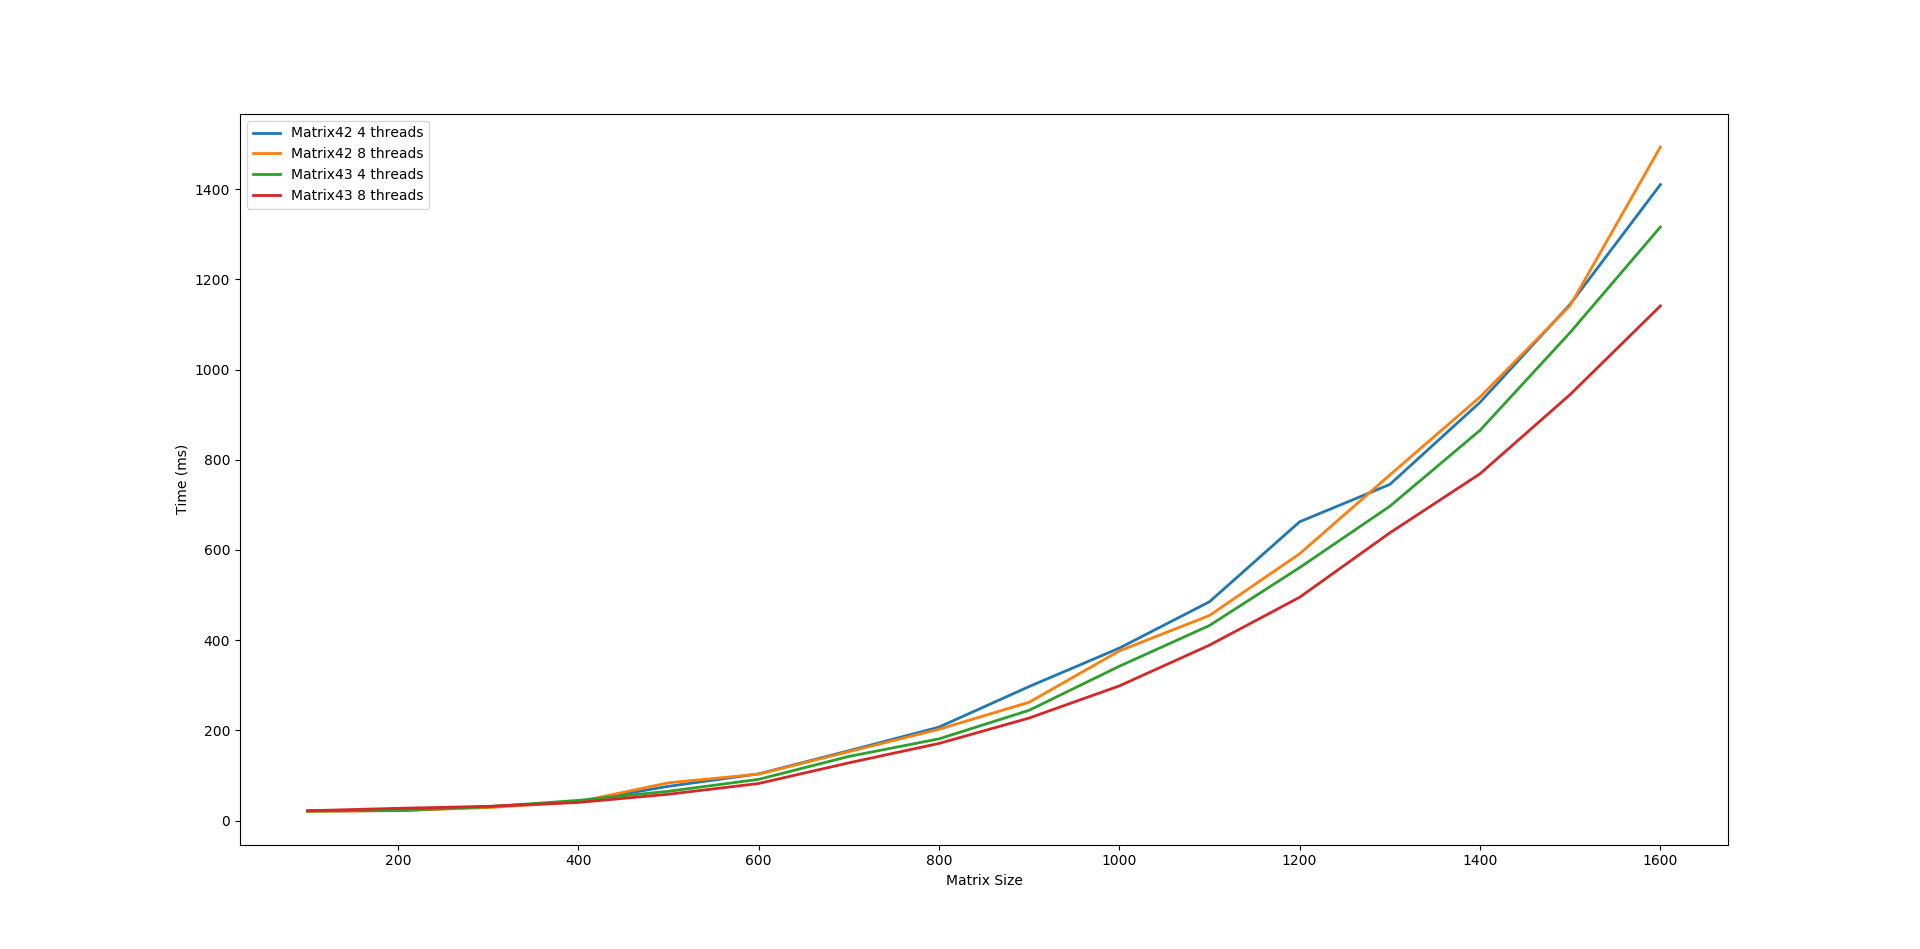 Matrix42 4 threads
Matrix42 8 threads
Matrix43 4 threads
Matrix43 8 threads
1400
1200
1000
800
600
400
200
0
Time (ms)
200 400 600 800 1000 1200 1400 1600
Matrix Size